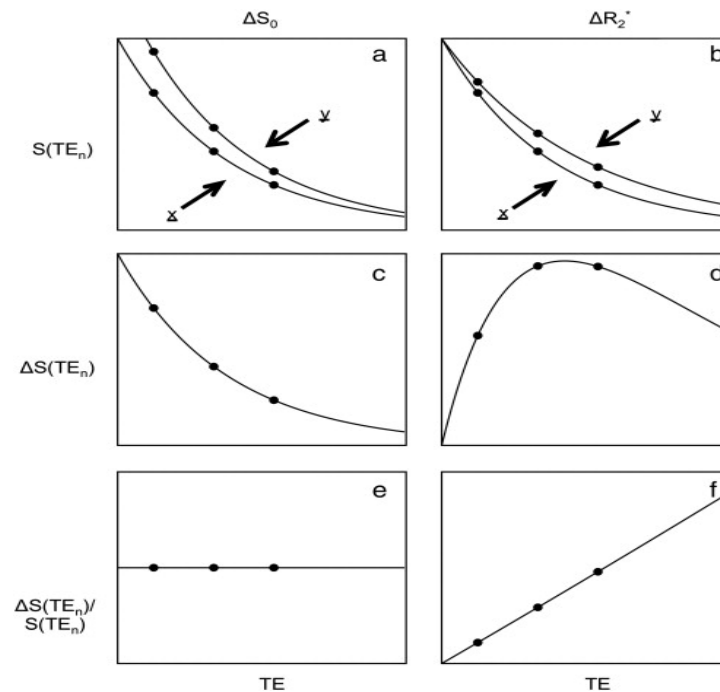 ΔS₀
ΔR₂*
a
b
S(TEₙ)
y
x
y
x
c
d
ΔS(TEₙ)
e
f
ΔS(TEₙ)/
S(TEₙ)
TE
TE